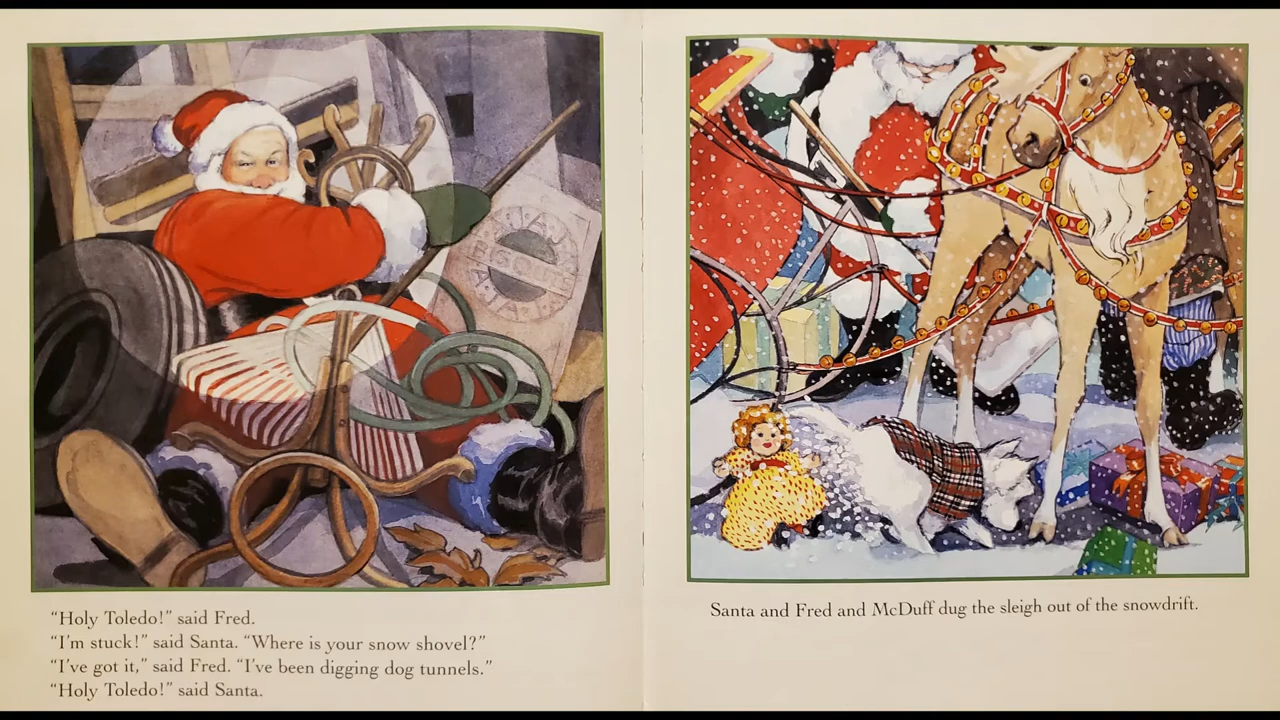 "Holy Toledo!" said Fred.
"I'm stuck!" said Santa. "Where is your snow shovel?"
"I've got it," said Fred. "I've been digging dog tunnels."
"Holy Toledo!" said Santa.
Santa and Fred and McDuff dug the sleigh out of the snowdrift.